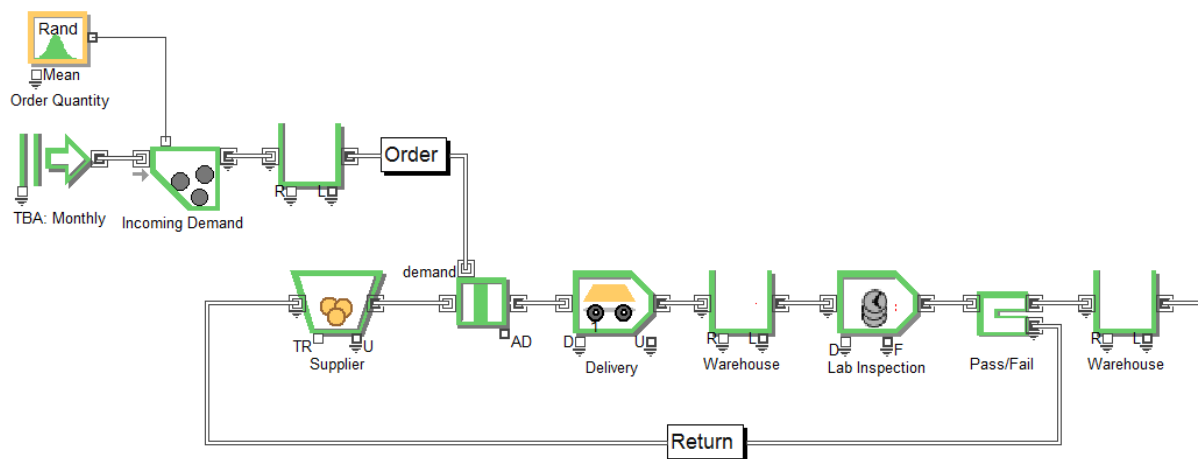 Rand
Mean
Order Quantity
TBA: Monthly
Incoming Demand
R L
Order
demand
TR U
Supplier
AD
1
D U
Delivery
R L
Warehouse
D F
Lab Inspection
Pass/Fail
R L
Warehouse
Return